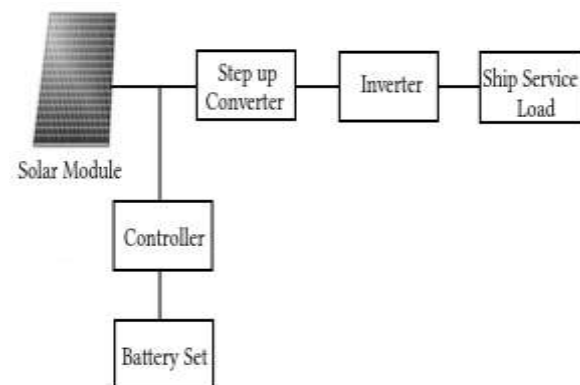 Step up
Converter
Inverter
Ship Service
Load
Solar Module
Controller
Battery Set